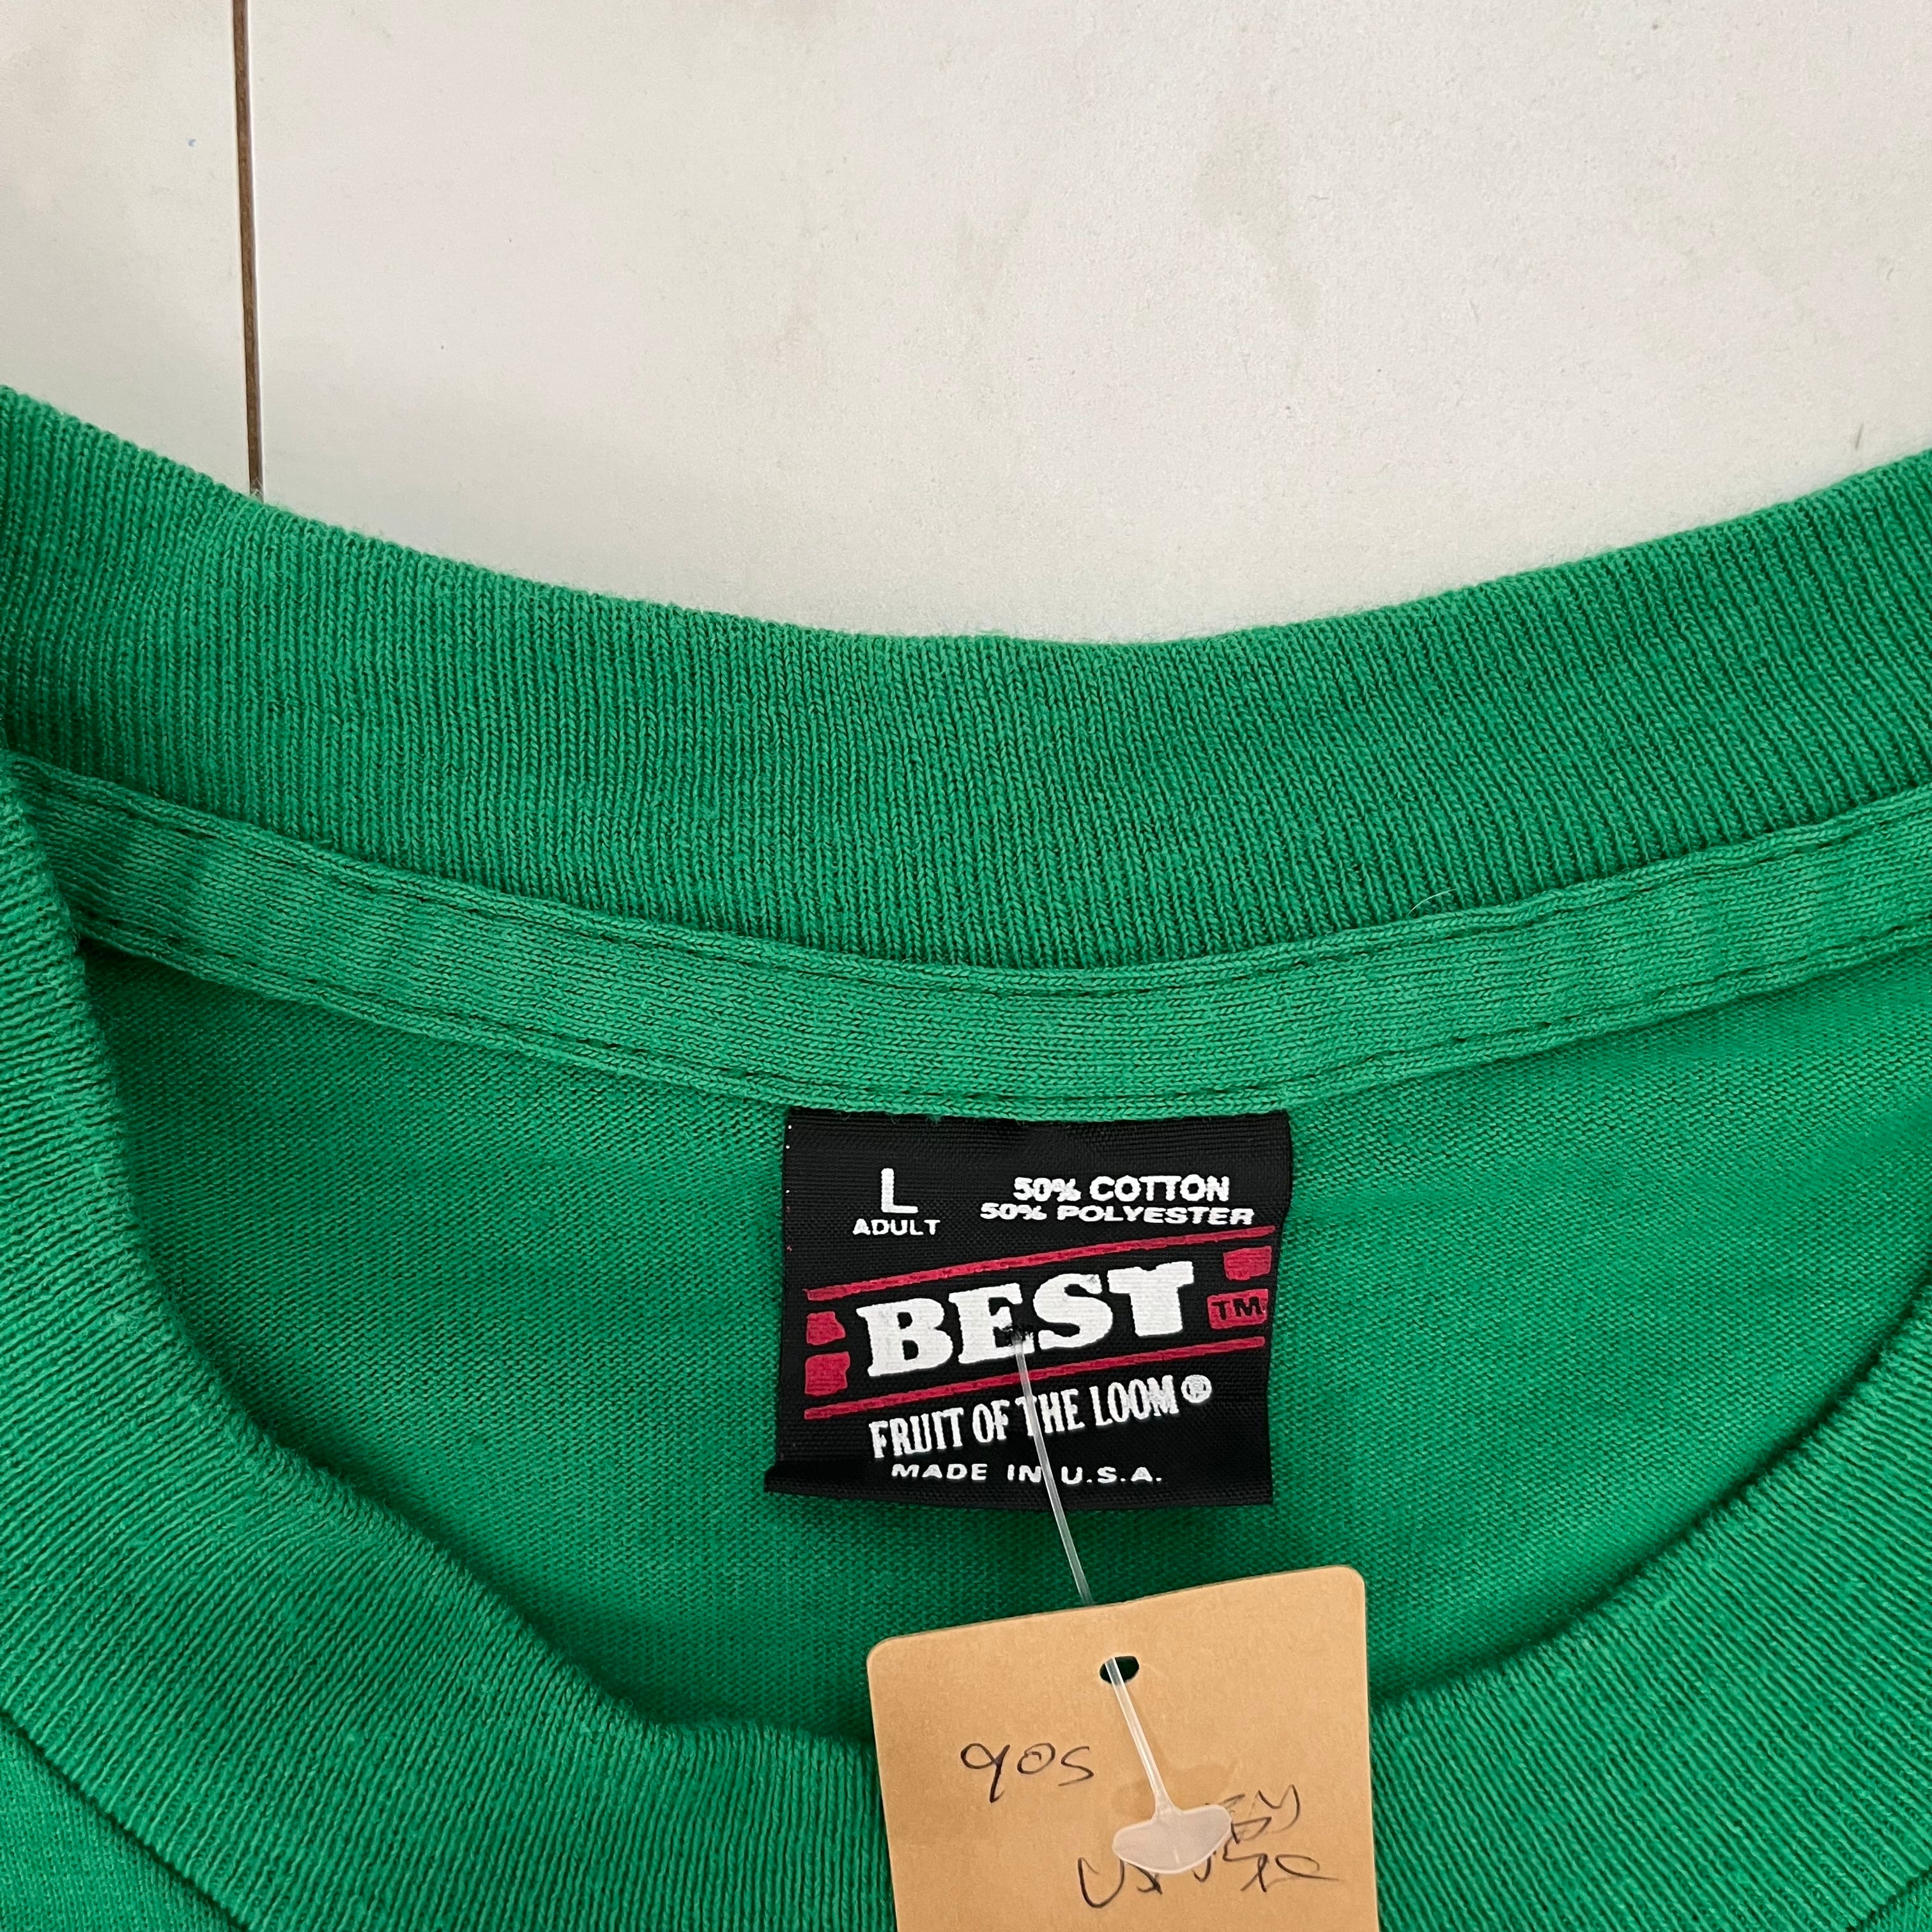 L
ADULT
50% COTTON
50% POLYESTER
BEST
TM
FRUIT OF THE LOOM®
MADE IN U.S.A.
90s